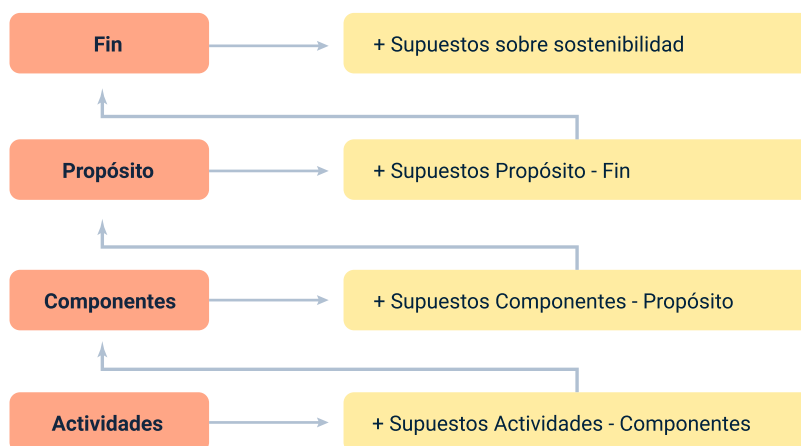 Fin
+ Supuestos sobre sostenibilidad
Propósito
+ Supuestos Propósito - Fin
Componentes
+ Supuestos Componentes - Propósito
Actividades
+ Supuestos Actividades - Componentes